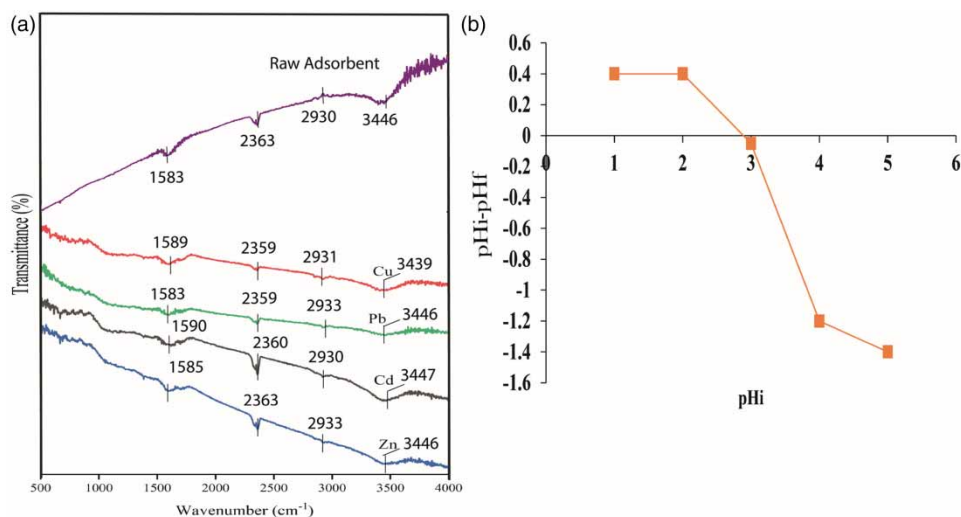 (a)
Raw Adsorbent
1583
2363
2930
3446
1589
2359
2931
Cu
3439
1583
2359
2933
Pb
3446
1590
2360
2930
Cd
3447
1585
2363
2933
Zn
3446
Transmittance (%)
500 1000 1500 2000 2500 3000 3500 4000
Wavenumber (cm⁻¹)
(b)
0.6
0.4
0.2
0
-0.2
-0.4
-0.6
-0.8
-1
-1.2
-1.4
-1.6
0 1 2 3 4 5 6
pHi-pHf
pHi